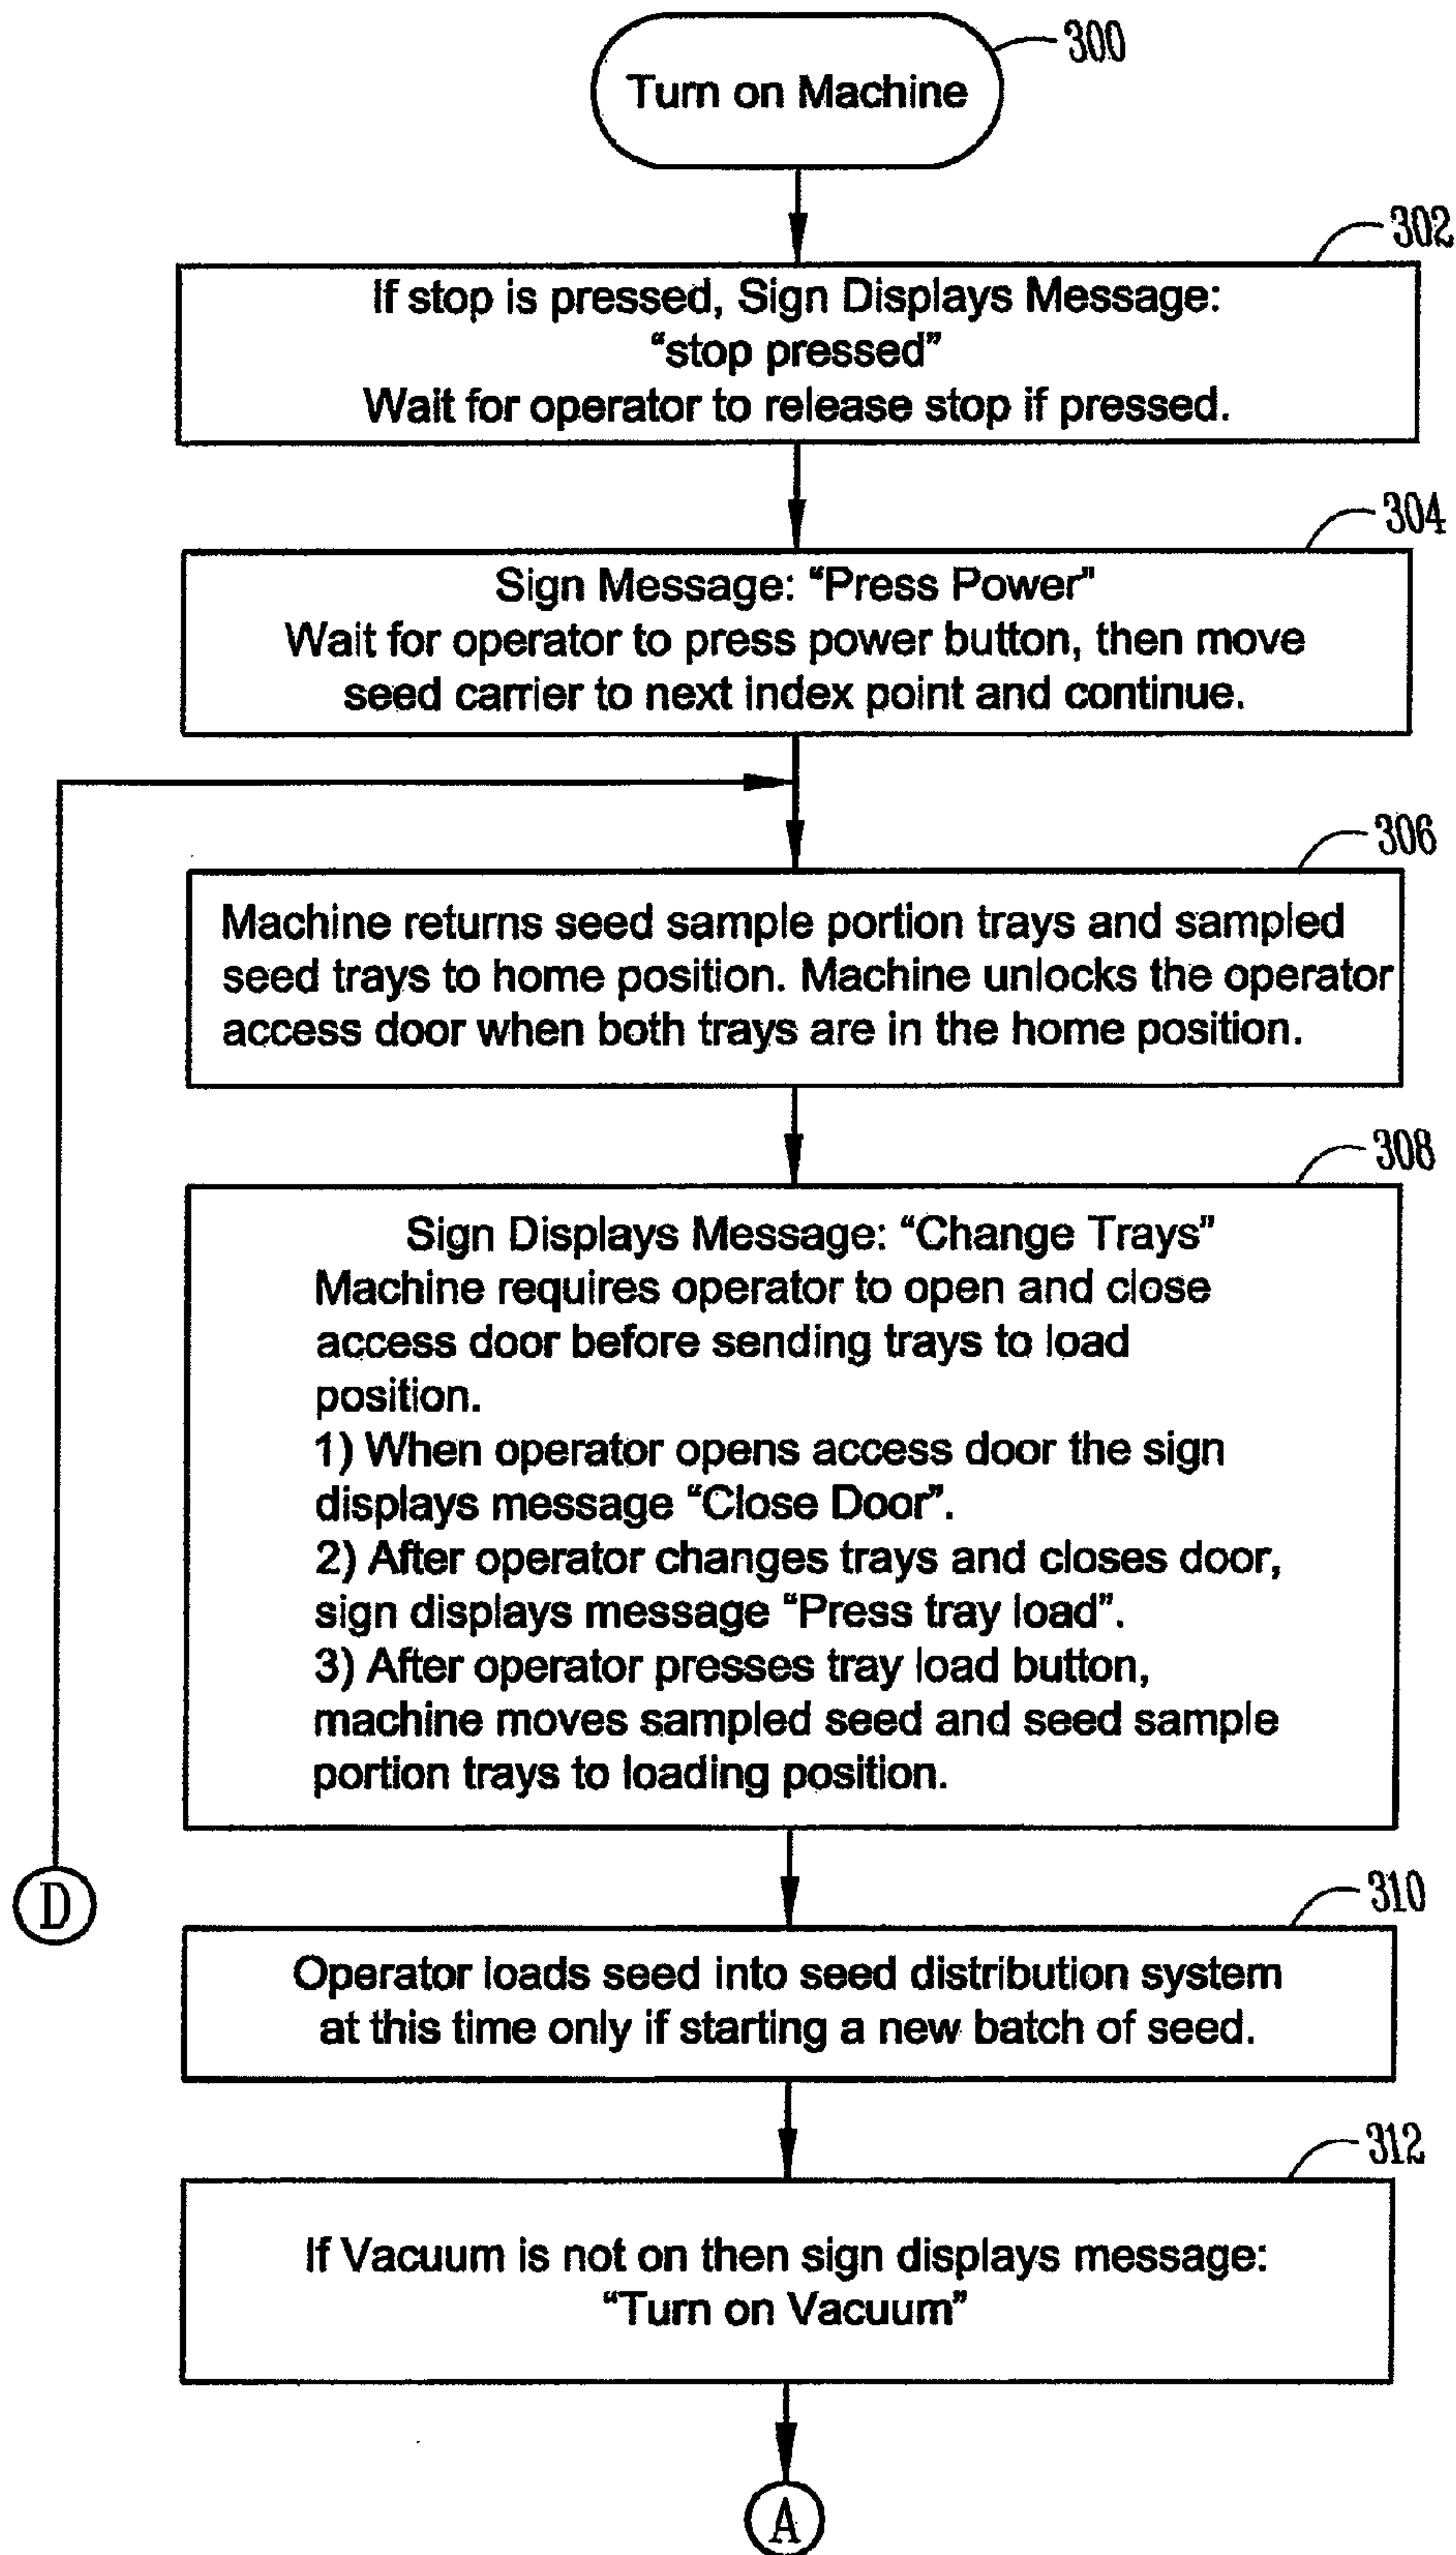 300
Turn on Machine
302
If stop is pressed, Sign Displays Message:
“stop pressed”
Wait for operator to release stop if pressed.
304
Sign Message: “Press Power”
Wait for operator to press power button, then move
seed carrier to next index point and continue.
306
Machine returns seed sample portion trays and sampled
seed trays to home position. Machine unlocks the operator
access door when both trays are in the home position.
308
Sign Displays Message: “Change Trays”
Machine requires operator to open and close
access door before sending trays to load
position.
1) When operator opens access door the sign
displays message “Close Door”.
2) After operator changes trays and closes door,
sign displays message “Press tray load”.
3) After operator presses tray load button,
machine moves sampled seed and seed sample
portion trays to loading position.
D
310
Operator loads seed into seed distribution system
at this time only if starting a new batch of seed.
312
If Vacuum is not on then sign displays message:
“Turn on Vacuum”
A